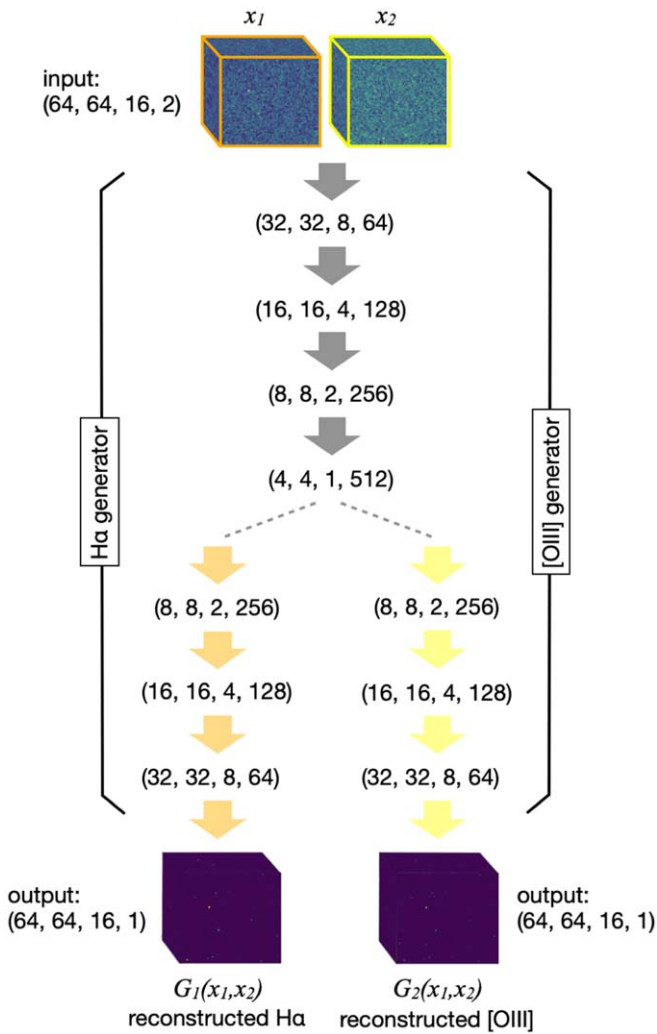 x₁ x₂
input:
(64, 64, 16, 2)
(32, 32, 8, 64)
(16, 16, 4, 128)
(8, 8, 2, 256)
(4, 4, 1, 512)
Hα generator
[OIII] generator
(8, 8, 2, 256) (8, 8, 2, 256)
(16, 16, 4, 128) (16, 16, 4, 128)
(32, 32, 8, 64) (32, 32, 8, 64)
output:
(64, 64, 16, 1)
output:
(64, 64, 16, 1)
G₁(x₁,x₂) G₂(x₁,x₂)
reconstructed Hα reconstructed [OIII]